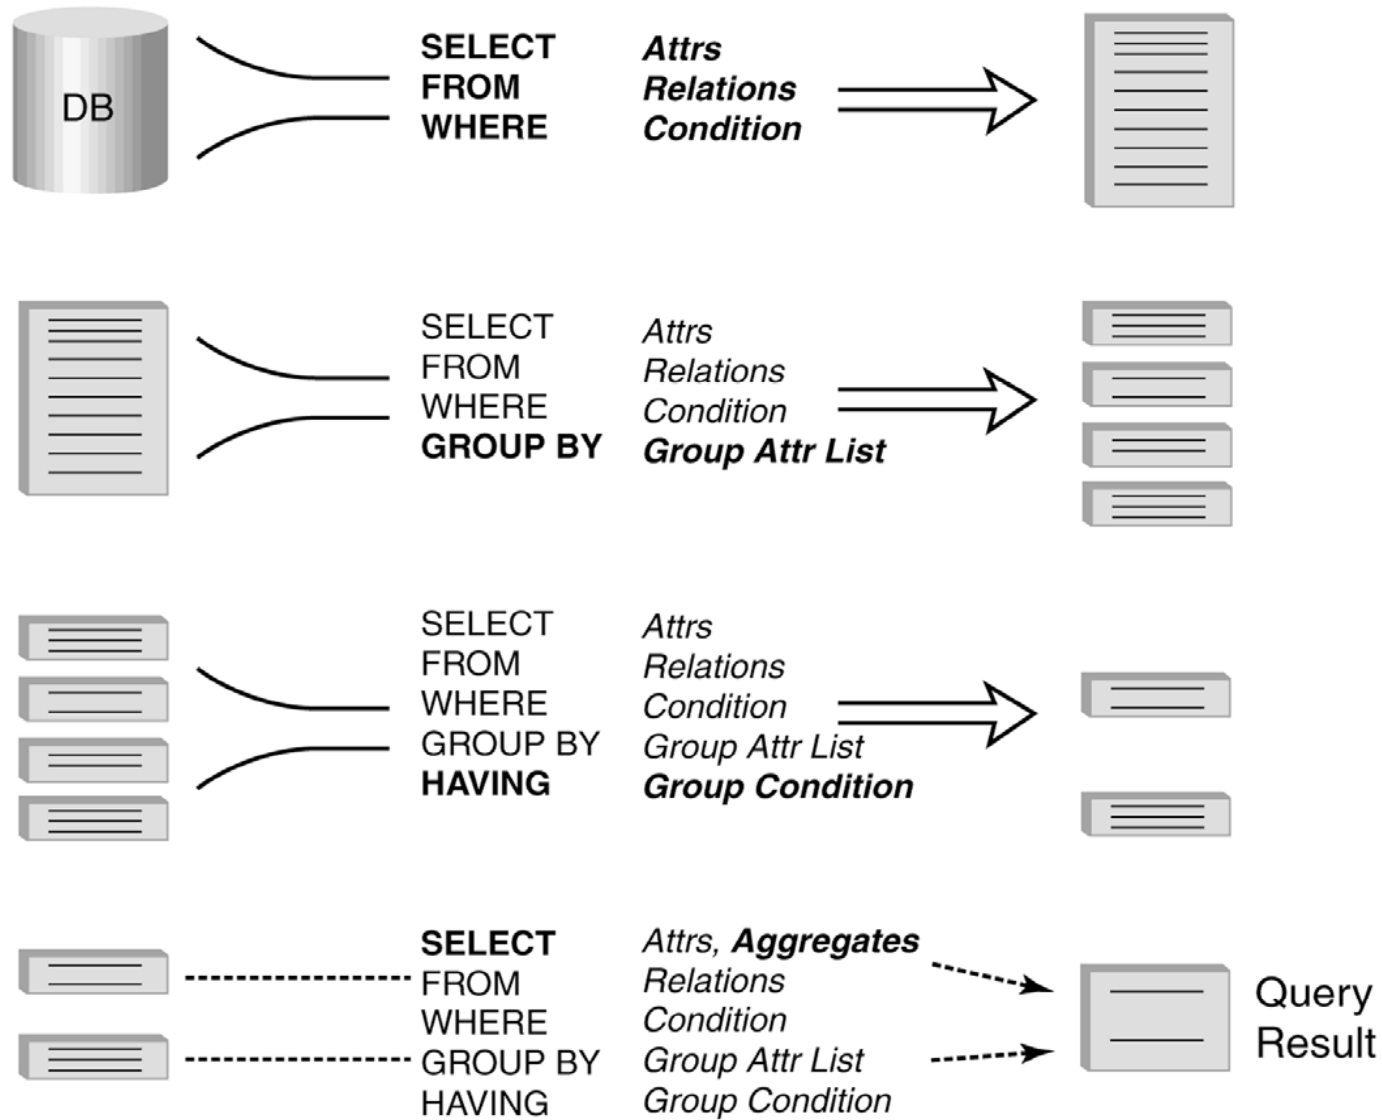 DB
SELECT Attrs
FROM Relations
WHERE Condition
SELECT Attrs
FROM Relations
WHERE Condition
GROUP BY Group Attr List
SELECT Attrs
FROM Relations
WHERE Condition
GROUP BY Group Attr List
HAVING Group Condition
SELECT Attrs, Aggregates
FROM Relations
WHERE Condition
GROUP BY Group Attr List
HAVING Group Condition
Query
Result